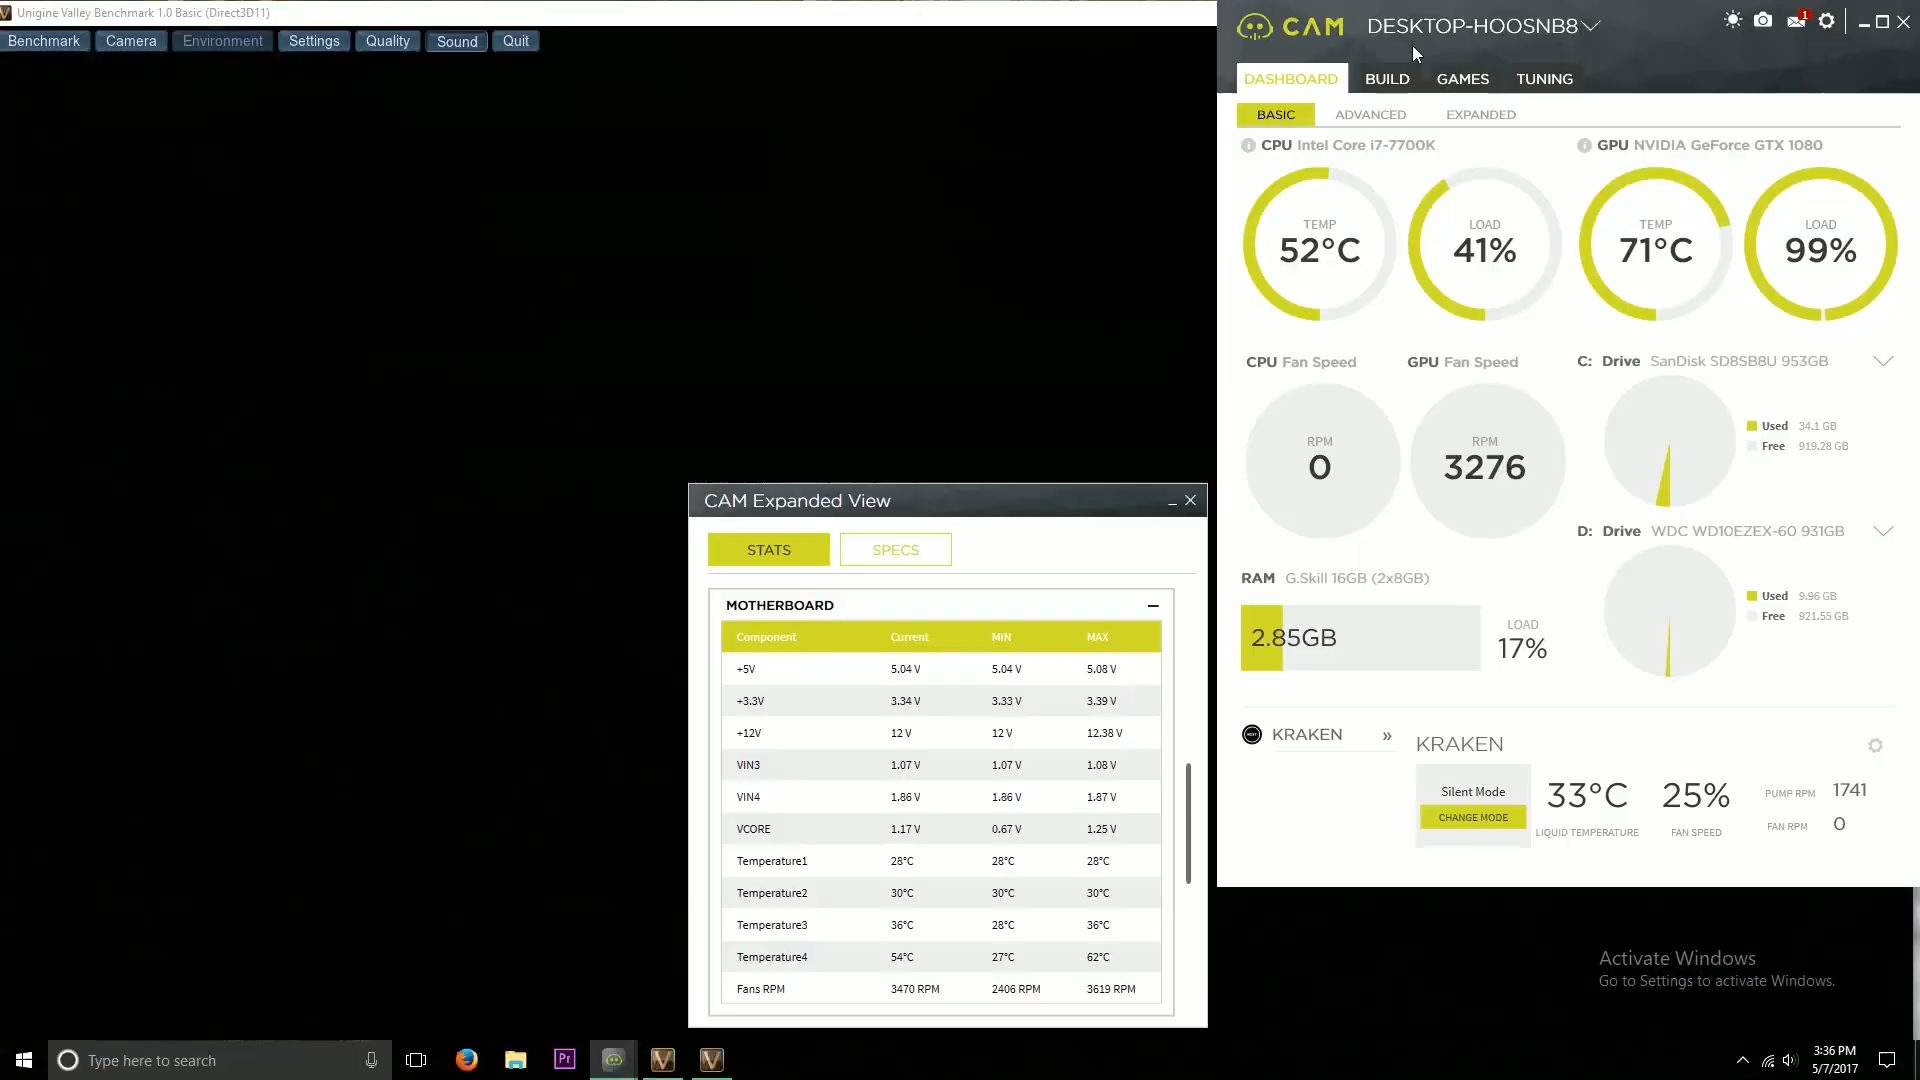 Unigine Valley Benchmark 1.0 Basic (Direct3D11)
Benchmark Camera Environment Settings Quality Sound Quit
CAM DESKTOP-HOOSNB8
1
DASHBOARD BUILD GAMES TUNING
BASIC ADVANCED EXPANDED
CPU Intel Core i7-7700K
GPU NVIDIA GeForce GTX 1080
TEMP
52°C
LOAD
41%
TEMP
71°C
LOAD
99%
CPU Fan Speed
RPM
0
GPU Fan Speed
RPM
3276
C: Drive SanDisk SD8SB8U 953GB
Used 34.1 GB
Free 919.28 GB
D: Drive WDC WD10EZEX-60 931GB
Used 9.96 GB
Free 921.55 GB
RAM G.Skill 16GB (2x8GB)
2.85GB
LOAD
17%
KRAKEN »
KRAKEN
Silent Mode
CHANGE MODE
33°C
LIQUID TEMPERATURE
25%
FAN SPEED
PUMP RPM 1741
FAN RPM 0
CAM Expanded View
STATS SPECS
MOTHERBOARD
Component Current MIN MAX
+5V 5.04 V 5.04 V 5.08 V
+3.3V 3.34 V 3.33 V 3.39 V
+12V 12 V 12 V 12.38 V
VIN3 1.07 V 1.07 V 1.08 V
VIN4 1.86 V 1.86 V 1.87 V
VCORE 1.17 V 0.67 V 1.25 V
Temperature1 28°C 28°C 28°C
Temperature2 30°C 30°C 30°C
Temperature3 36°C 28°C 36°C
Temperature4 54°C 27°C 62°C
Fans RPM 3470 RPM 2406 RPM 3619 RPM
Activate Windows
Go to Settings to activate Windows.
Type here to search
Pr
3:36 PM
5/7/2017